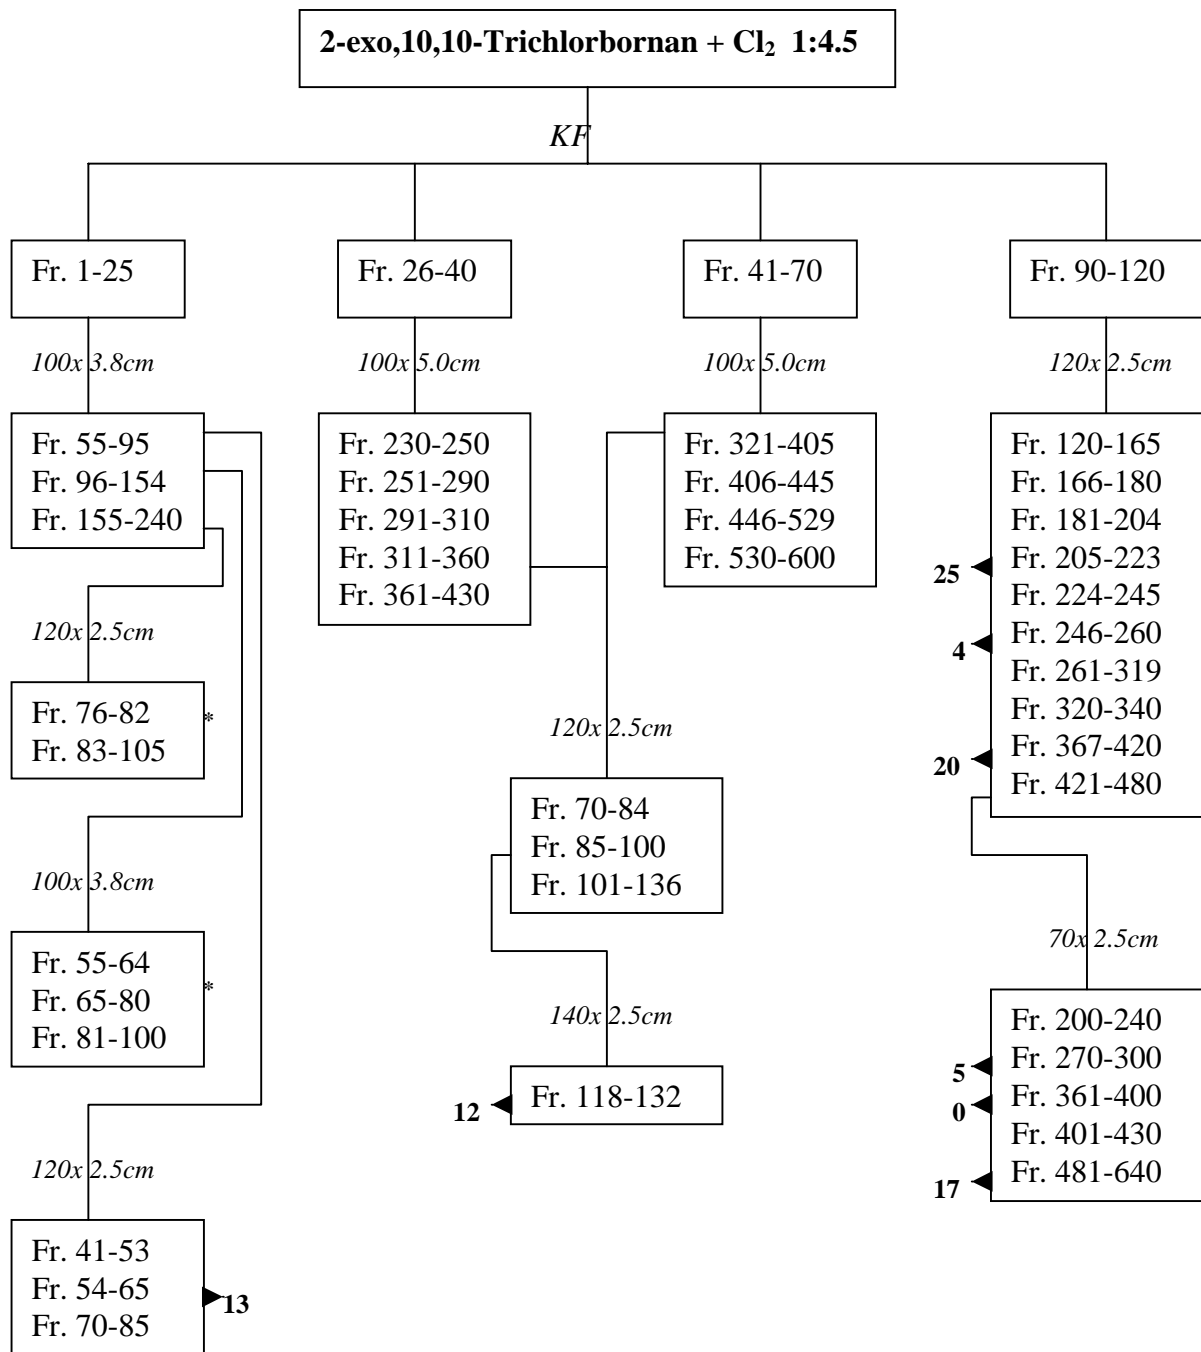 2-exo,10,10-Trichlorbornan + Cl₂ 1:4.5
KF
Fr. 1-25
Fr. 26-40
Fr. 41-70
Fr. 90-120
100x 3.8cm
100x 5.0cm
100x 5.0cm
120x 2.5cm
Fr. 55-95
Fr. 96-154
Fr. 155-240
Fr. 230-250
Fr. 251-290
Fr. 291-310
Fr. 311-360
Fr. 361-430
Fr. 321-405
Fr. 406-445
Fr. 446-529
Fr. 530-600
Fr. 120-165
Fr. 166-180
Fr. 181-204
Fr. 205-223
Fr. 224-245
Fr. 246-260
Fr. 261-319
Fr. 320-340
Fr. 367-420
Fr. 421-480
25
4
20
120x 2.5cm
Fr. 76-82
Fr. 83-105
*
120x 2.5cm
Fr. 70-84
Fr. 85-100
Fr. 101-136
100x 3.8cm
Fr. 55-64
Fr. 65-80
Fr. 81-100
*
140x 2.5cm
Fr. 118-132
12
70x 2.5cm
Fr. 200-240
Fr. 270-300
Fr. 361-400
Fr. 401-430
Fr. 481-640
5
0
17
120x 2.5cm
Fr. 41-53
Fr. 54-65
Fr. 70-85
13